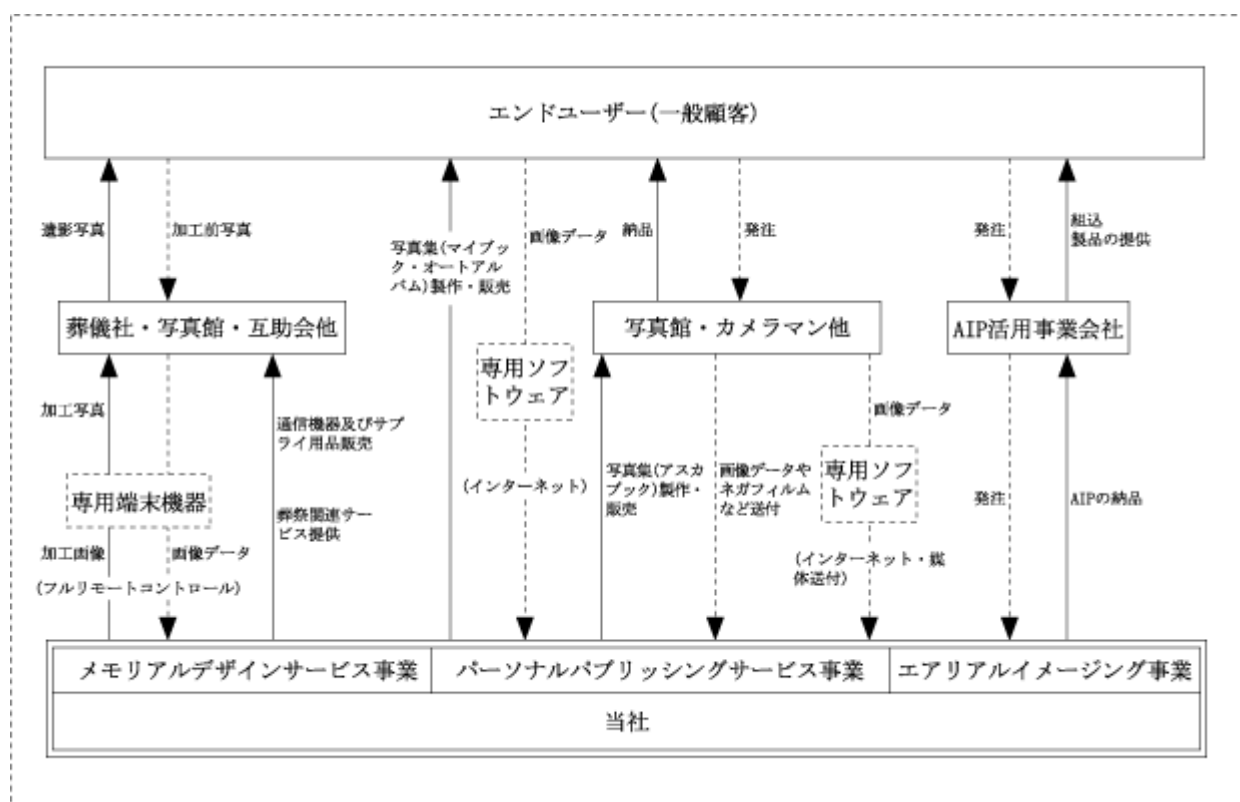 エンドユーザー(一般顧客)
遺影写真
加工前写真
写真集(マイブッ
ク・オートアル
バム)製作・販売
画像データ
納品
発注
発注
組込
製品の提供
葬儀社・写真館・互助会他
写真館・カメラマン他
AIP活用事業会社
専用ソフ
トウェア
加工写真
通信機器及びサプ
ライ用品販売
画像データ
専用端末機器
(インターネット)
写真集(アスカ
ブック)製作・
販売
画像データや
ネガフィルム
など送付
専用ソフ
トウェア
発注
AIPの納品
葬祭関連サー
ビス提供
加工画像
画像データ
(フルリモートコントロール)
(インターネット・媒
体送付)
メモリアルデザインサービス事業
パーソナルパブリッシングサービス事業
エアリアルイメージング事業
当社